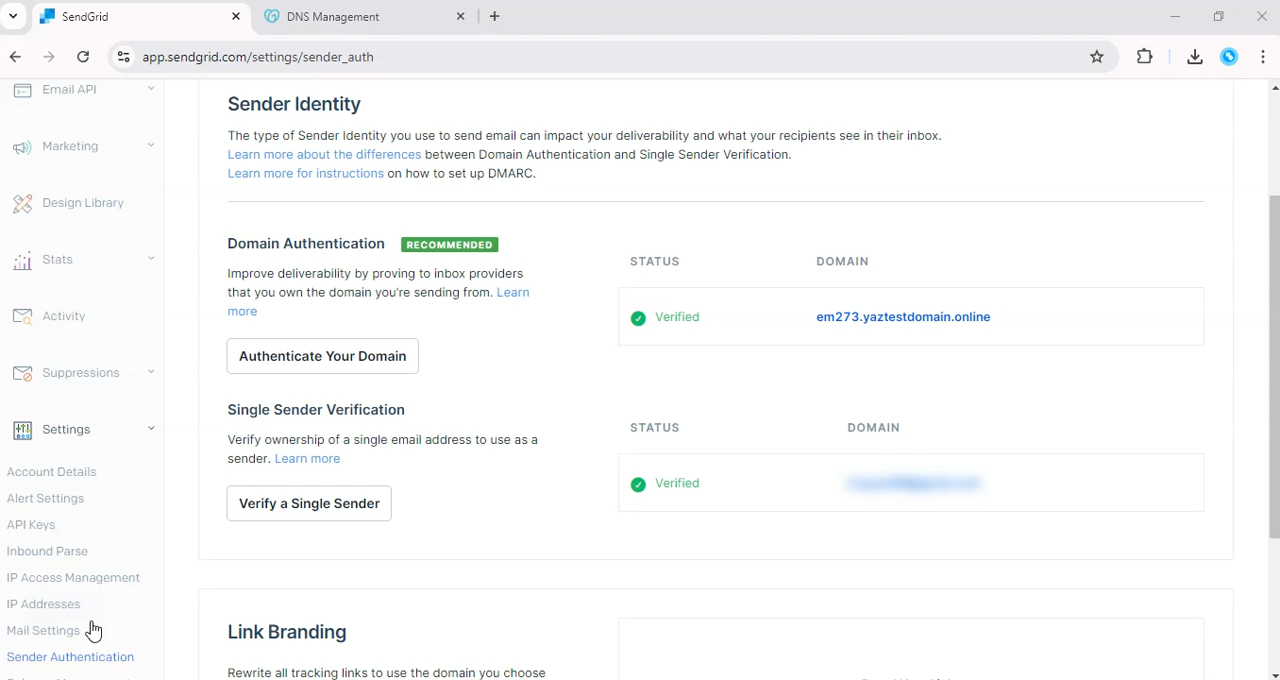 SendGrid
DNS Management
app.sendgrid.com/settings/sender_auth
Email API
Marketing
Design Library
Stats
Activity
Suppressions
Settings
Account Details
Alert Settings
API Keys
Inbound Parse
IP Access Management
IP Addresses
Mail Settings
Sender Authentication
Sender Identity
The type of Sender Identity you use to send email can impact your deliverability and what your recipients see in their inbox.
Learn more about the differences between Domain Authentication and Single Sender Verification.
Learn more for instructions on how to set up DMARC.
Domain Authentication RECOMMENDED
Improve deliverability by proving to inbox providers
that you own the domain you're sending from. Learn
more
Authenticate Your Domain
STATUS DOMAIN
Verified em273.yaztestdomain.online
Single Sender Verification
Verify ownership of a single email address to use as a
sender. Learn more
Verify a Single Sender
STATUS DOMAIN
Verified
Link Branding
Rewrite all tracking links to use the domain you choose